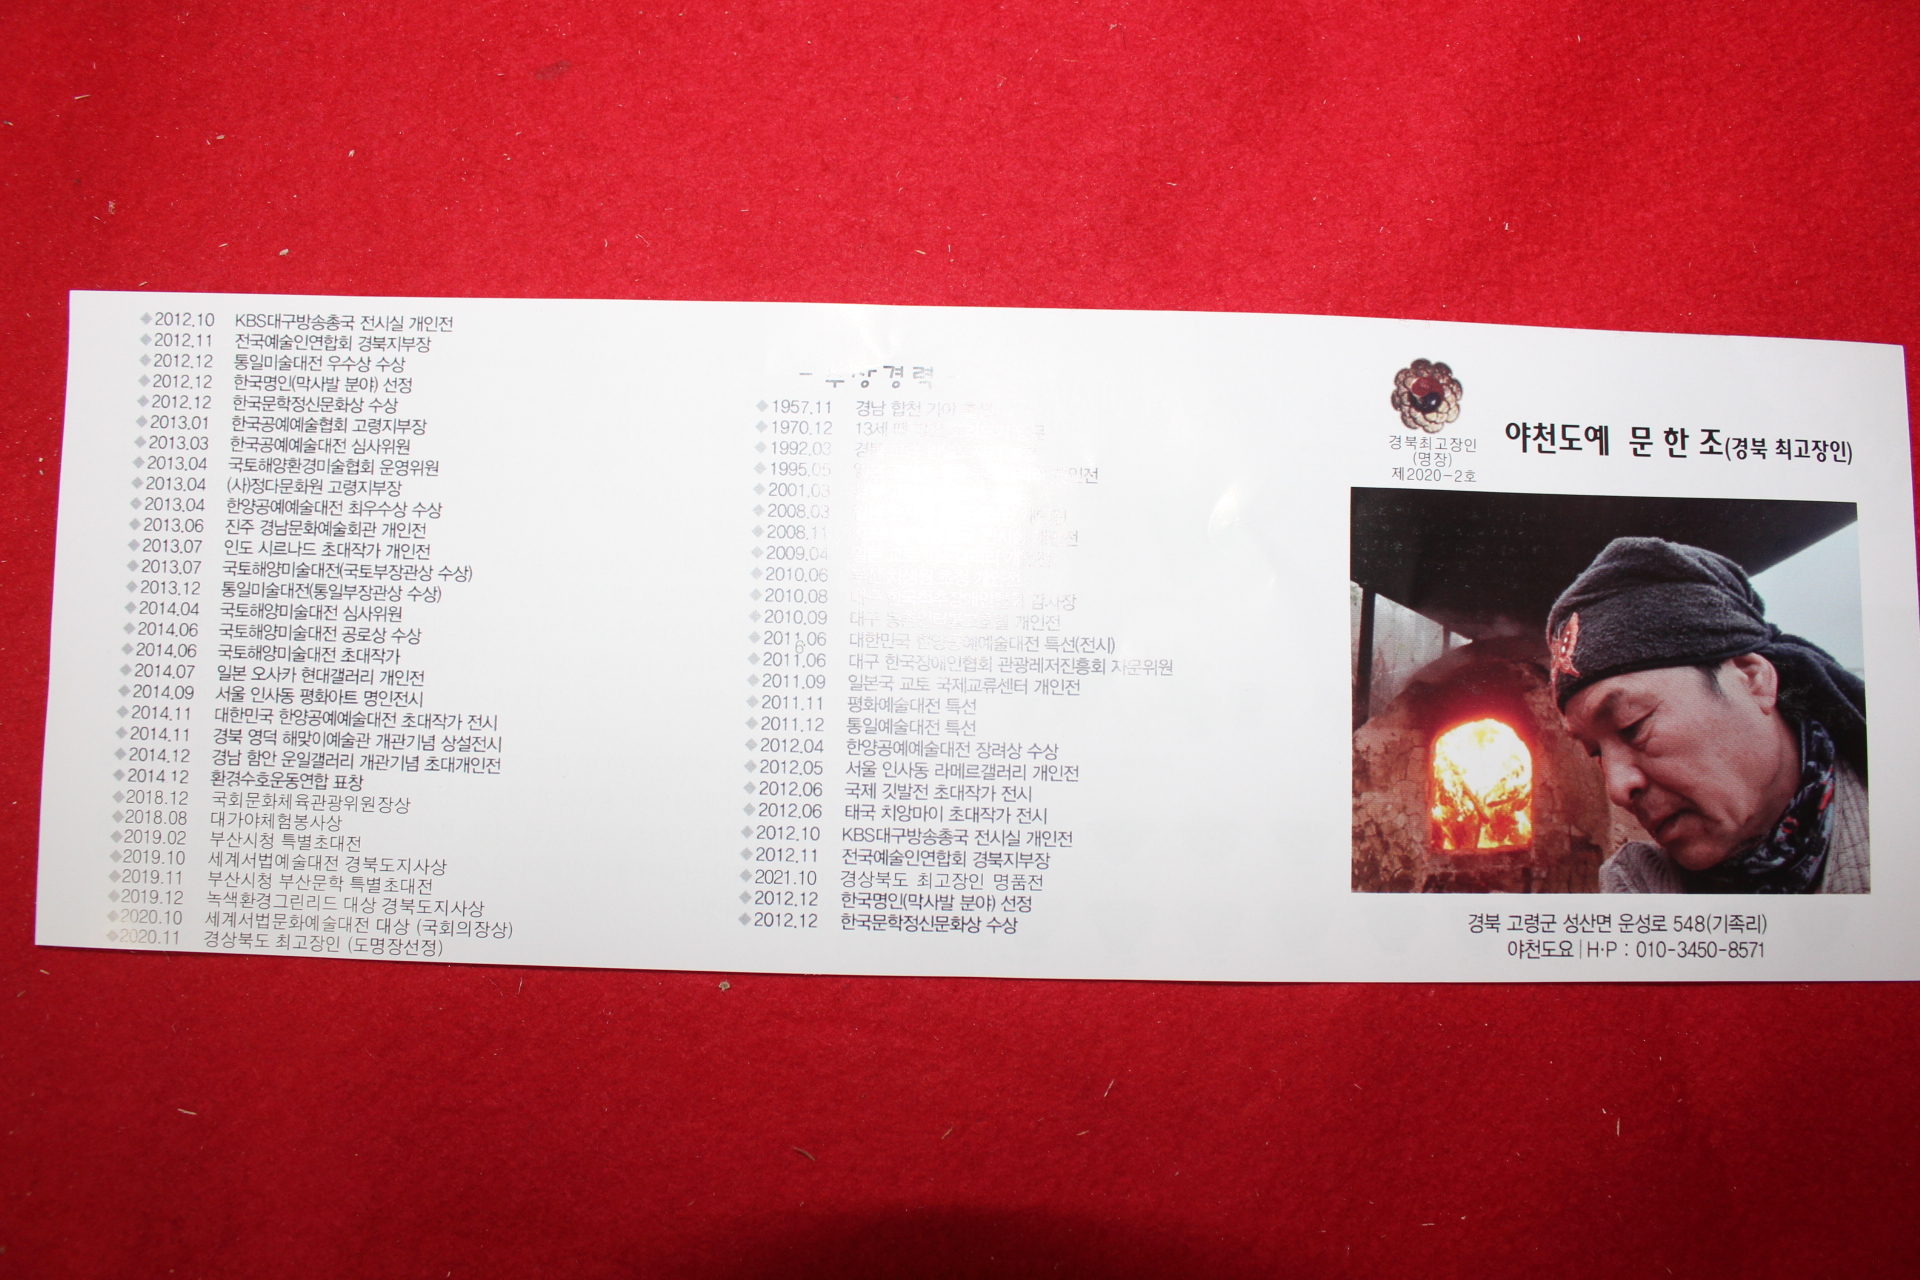 ◆2012.10 KBS대구방송총국 전시실 개인전
◆2012.11 전국예술인연합회 경북지부장
◆2012.12 통일미술대전 우수상 수상
◆2012.12 한국명인(막사발 분야) 선정
◆2012.12 한국문학정신문화상 수상
◆2013.01 한국공예예술협회 고령지부장
◆2013.03 한국공예예술대전 심사위원
◆2013.04 국토해양환경미술협회 운영위원
◆2013.04 (사)정다문화원 고령지부장
◆2013.04 한양공예예술대전 최우수상 수상
◆2013.06 진주 경남문화예술회관 개인전
◆2013.07 인도 시르나드 초대작가 개인전
◆2013.07 국토해양미술대전(국토부장관상 수상)
◆2013.12 통일미술대전(통일부장관상 수상)
◆2014.04 국토해양미술대전 심사위원
◆2014.06 국토해양미술대전 공로상 수상
◆2014.06 국토해양미술대전 초대작가
◆2014.07 일본 오사카 현대갤러리 개인전
◆2014.09 서울 인사동 평화아트 명인전시
◆2014.11 대한민국 한양공예예술대전 초대작가 전시
◆2014.11 경북 영덕 해맞이예술관 개관기념 상설전시
◆2014.12 경남 함안 운일갤러리 개관기념 초대개인전
◆2014.12 환경수호운동연합 표창
◆2018.12 국회문화체육관광위원장상
◆2018.08 대가야체험봉사상
◆2019.02 부산시청 특별초대전
◆2019.10 세계서법예술대전 경북도지사상
◆2019.11 부산시청 부산문학 특별초대전
◆2019.12 녹색환경그린리드 대상 경북도지사상
◆2020.10 세계서법문화예술대전 대상 (국회의장상)
◆2020.11 경상북도 최고장인 (도명장선정)
경력
◆1957.11 경남 합천
◆1970.12
◆1992.03
◆1995.05
◆2001.03
◆2008.03
◆2008.11
◆2009.04
◆2010.06
◆2010.08
◆2010.09 대구 개인전
◆2011.06 대한민국 한양공예예술대전 특선(전시)
◆2011.06 대구 한국장애인협회 관광레저진흥회 자문위원
◆2011.09 일본국 교토 국제교류센터 개인전
◆2011.11 평화예술대전 특선
◆2011.12 통일예술대전 특선
◆2012.04 한양공예예술대전 장려상 수상
◆2012.05 서울 인사동 라메르갤러리 개인전
◆2012.06 국제 깃발전 초대작가 전시
◆2012.06 태국 치앙마이 초대작가 전시
◆2012.10 KBS대구방송총국 전시실 개인전
◆2012.11 전국예술인연합회 경북지부장
◆2021.10 경상북도 최고장인 명품전
◆2012.12 한국명인(막사발 분야) 선정
◆2012.12 한국문학정신문화상 수상
경북최고장인
(명장)
제2020-2호
야천도예 문 한 조(경북 최고장인)
경북 고령군 성산면 운성로 548(기족리)
야천도요 | H·P : 010-3450-8571